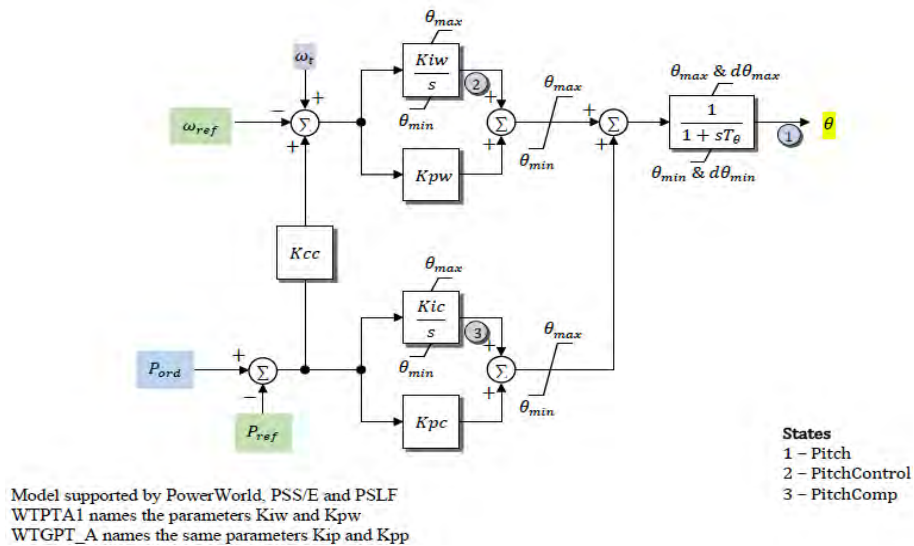 θmax
ωt
Kiw
s
2
θmin
+
−
Σ
+
ωref
+
Σ
+
θmax
θmin
+
Σ
+
θmax & dθmax
1
1 + sTθ
θmin & dθmin
1
θ
Kpw
Kcc
θmax
Kic
s
3
θmin
+
Σ
+
θmax
θmin
Pord
+
Σ
−
Pref
Kpc
States
1 – Pitch
2 – PitchControl
3 – PitchComp
Model supported by PowerWorld, PSS/E and PSLF
WTPTA1 names the parameters Kiw and Kpw
WTGPT_A names the same parameters Kip and Kpp